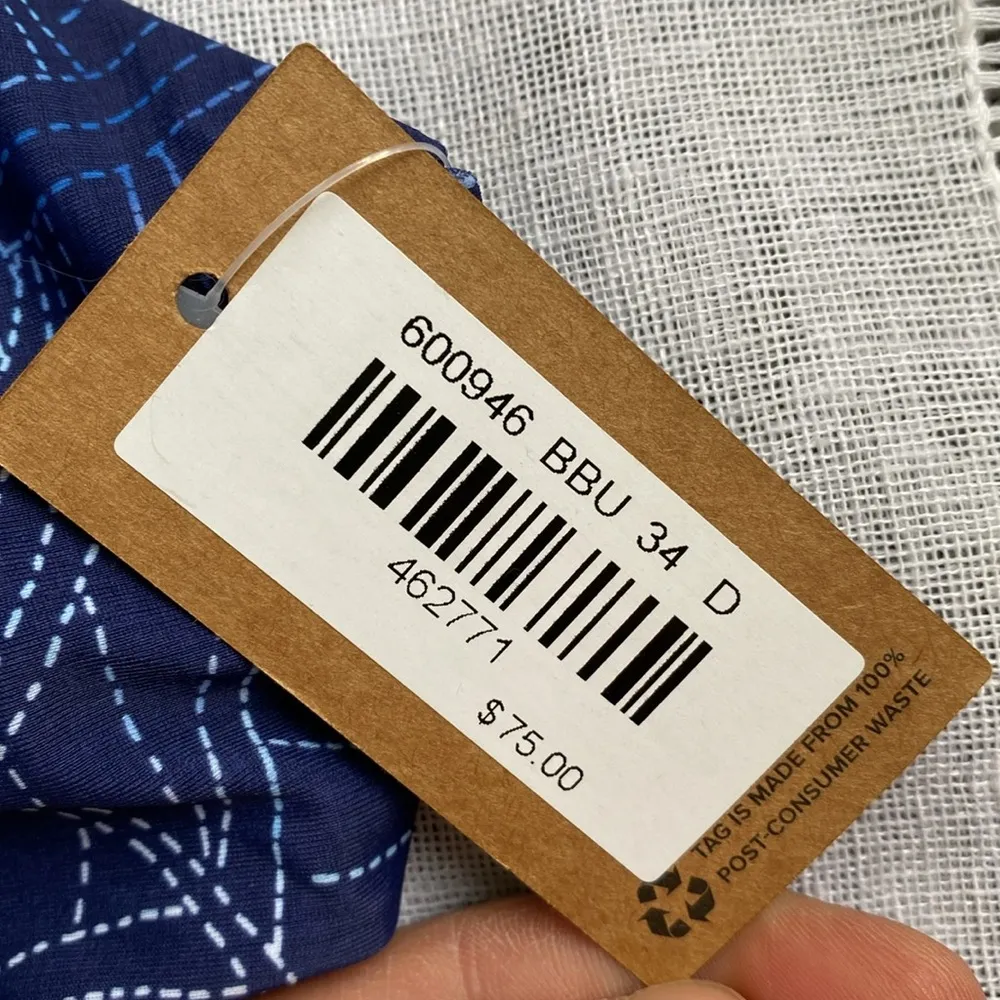 600946 BBU 34 D
462771
$75.00
TAG IS MADE FROM 100%
POST-CONSUMER WASTE